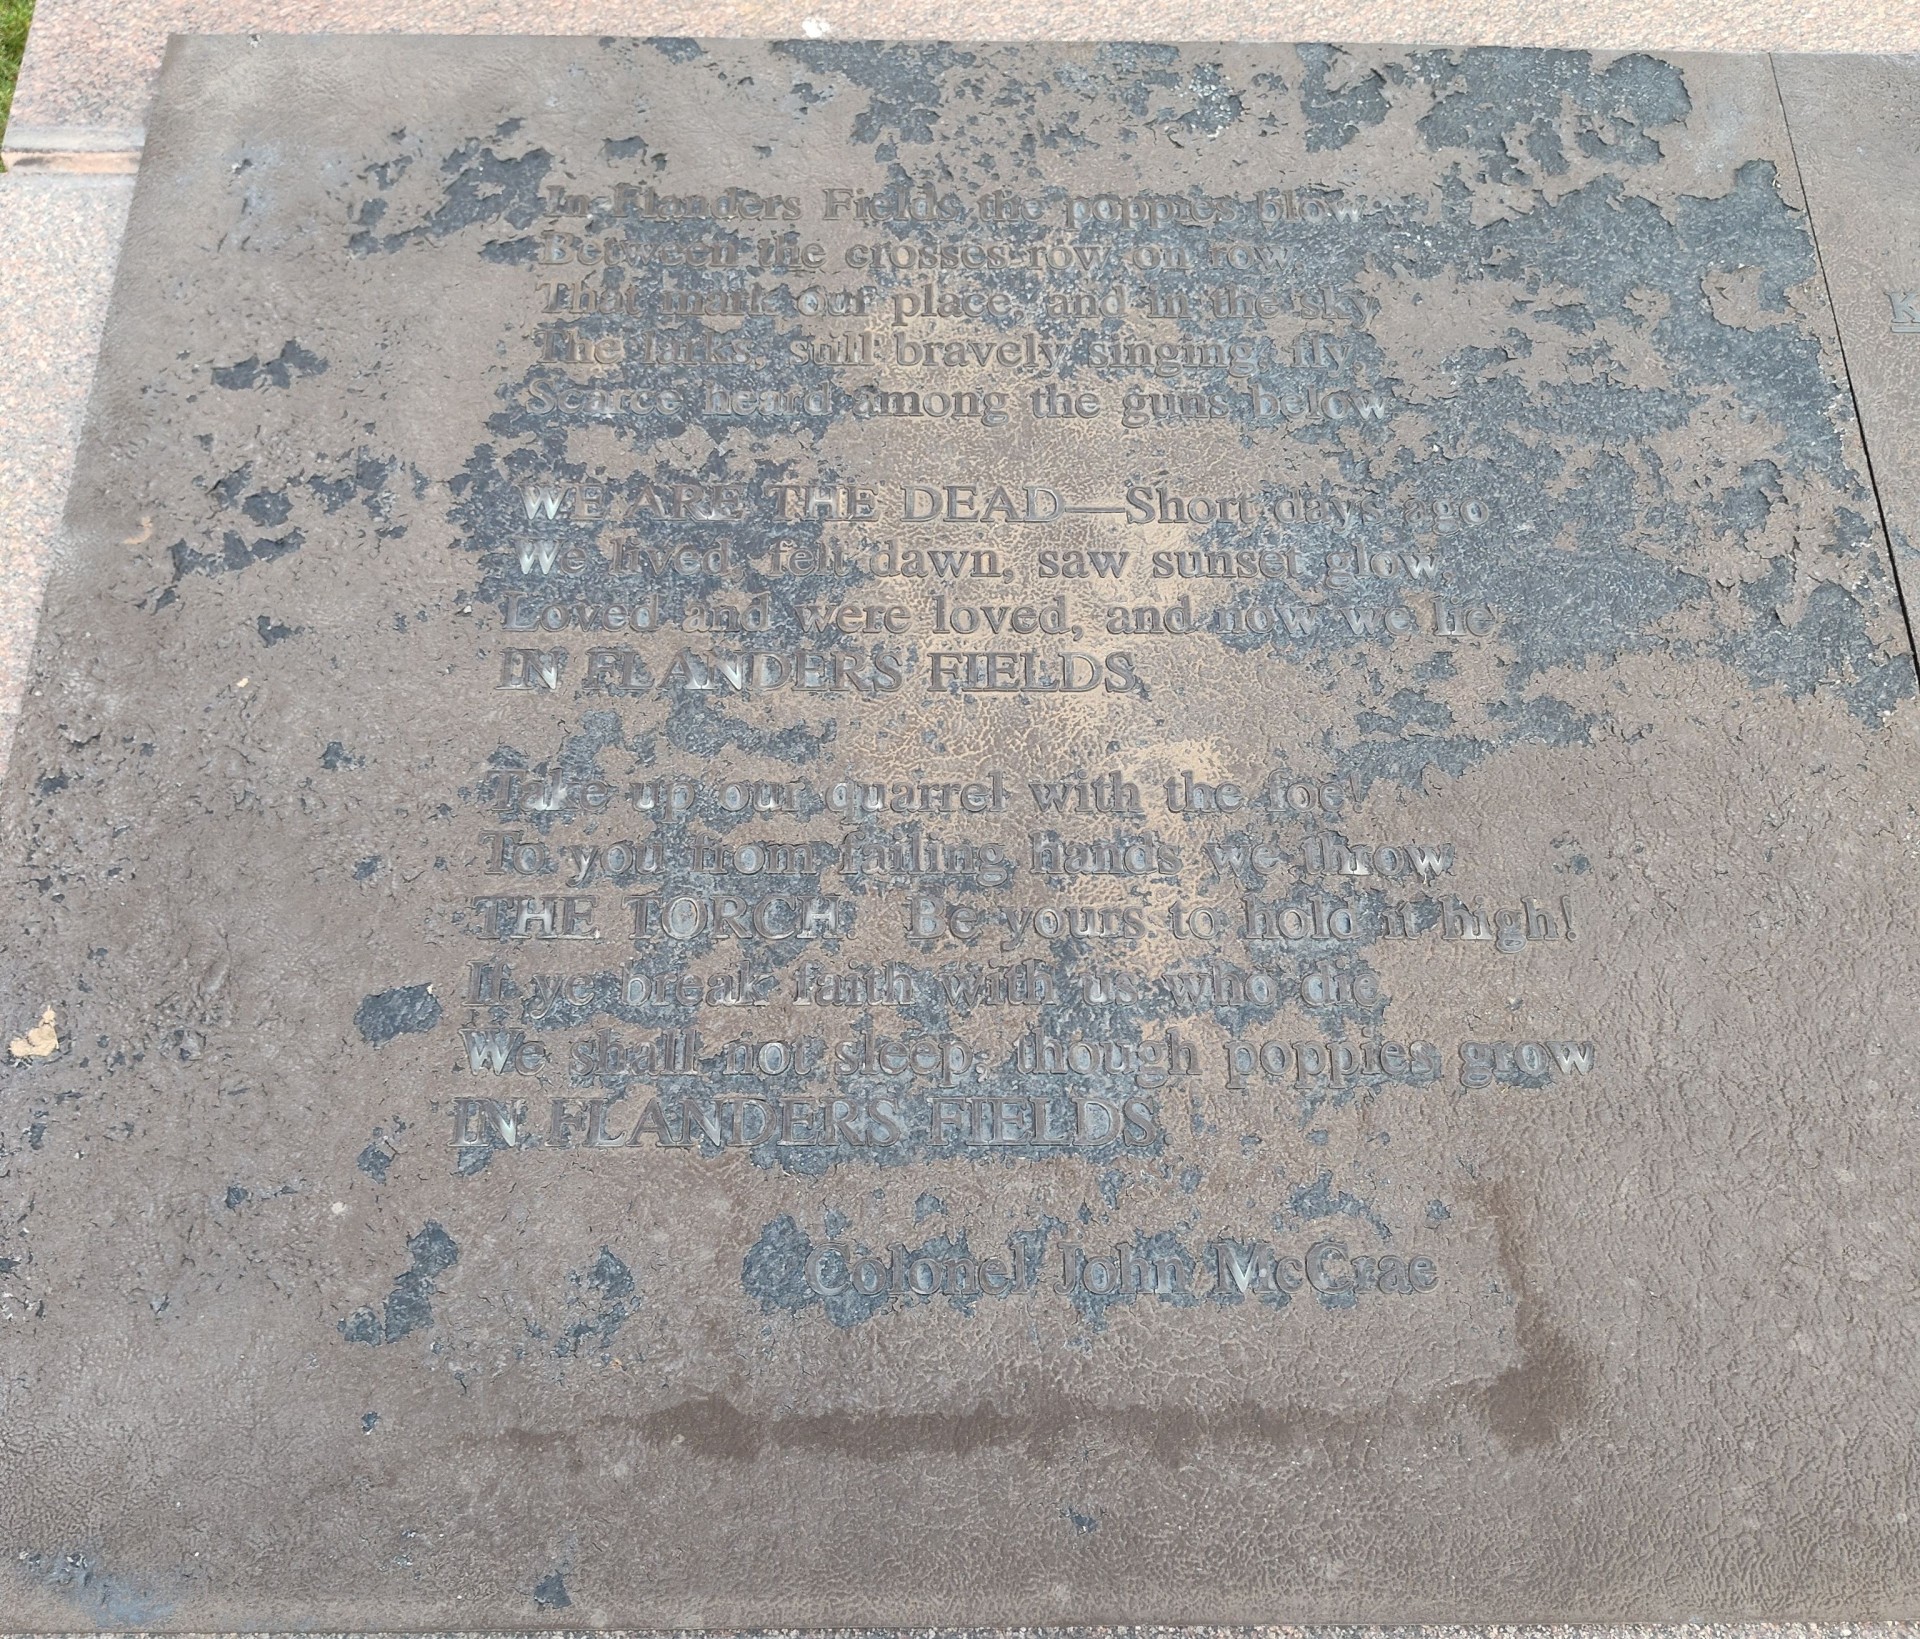 In Flanders Fields the poppies blow
Between the crosses row on row,
That mark our place, and in the sky
The larks, still bravely singing, fly,
Scarce heard among the guns below
WE ARE THE DEAD—Short days ago
We lived, felt dawn, saw sunset glow,
Loved and were loved, and now we lie
IN FLANDERS FIELDS.
Take up our quarrel with the foe!
To you from failing hands we throw
THE TORCH! Be yours to hold it high!
If ye break faith with us who die
We shall not sleep, though poppies grow
IN FLANDERS FIELDS
Colonel John McCrae